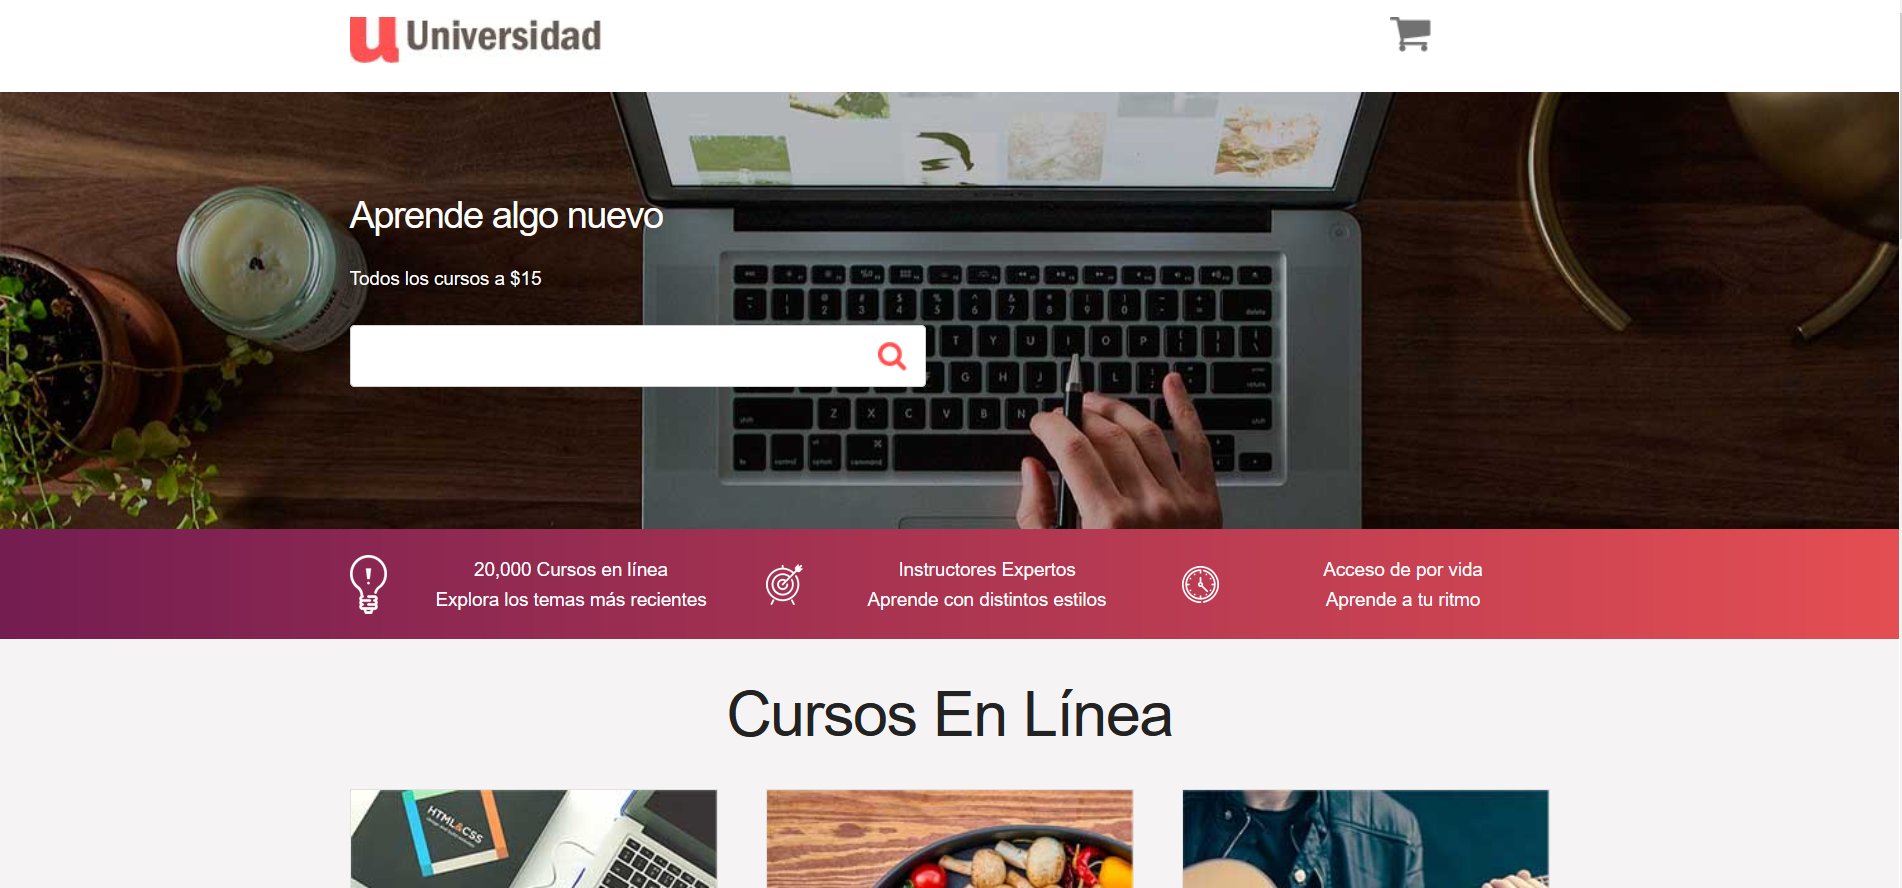 u Universidad
Aprende algo nuevo
Todos los cursos a $15
20,000 Cursos en línea
Explora los temas más recientes
Instructores Expertos
Aprende con distintos estilos
Acceso de por vida
Aprende a tu ritmo
Cursos En Línea
HTML&CSS